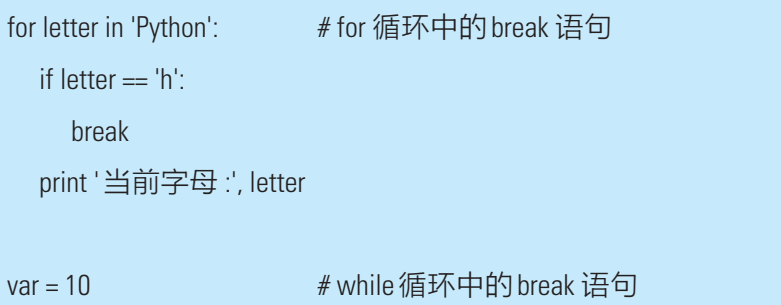 for letter in 'Python': # for 循环中的 break 语句
if letter == 'h':
break
print '当前字母 :', letter
var = 10 # while 循环中的 break 语句